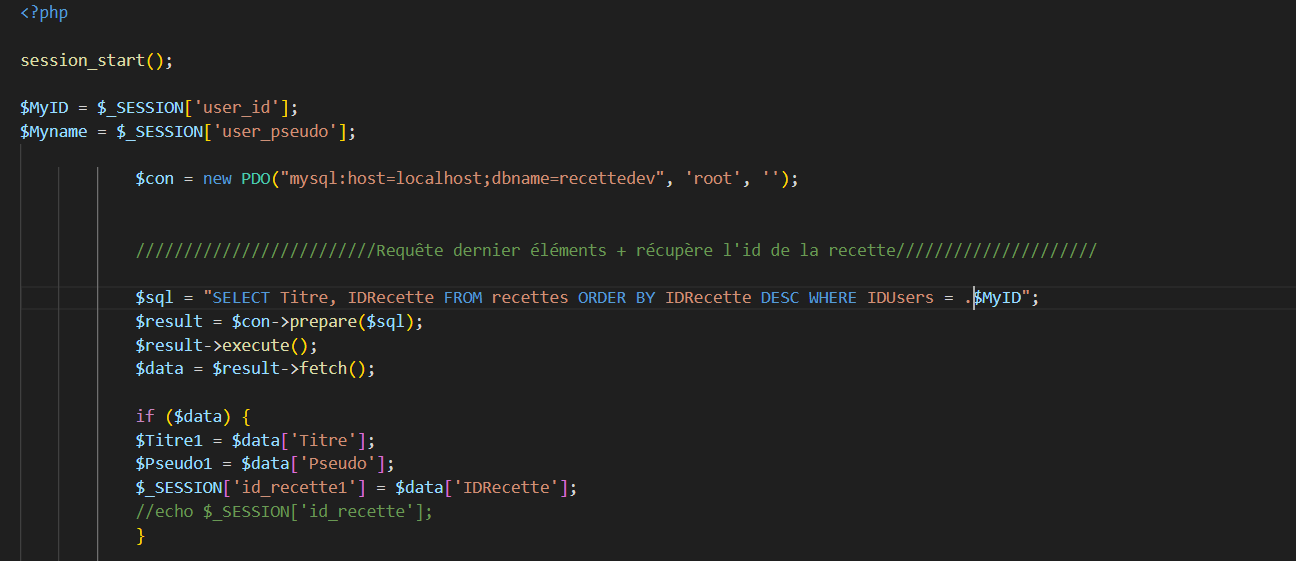 <?php
session_start();
$MyID = $_SESSION['user_id'];
$Myname = $_SESSION['user_pseudo'];
$con = new PDO("mysql:host=localhost;dbname=recettedev", 'root', '');
/////////////////////////Requête dernier éléments + récupère l'id de la recette/////////////////////
$sql = "SELECT Titre, IDRecette FROM recettes ORDER BY IDRecette DESC WHERE IDUsers = .$MyID";
$result = $con->prepare($sql);
$result->execute();
$data = $result->fetch();
if ($data) {
$Titre1 = $data['Titre'];
$Pseudo1 = $data['Pseudo'];
$_SESSION['id_recette1'] = $data['IDRecette'];
//echo $_SESSION['id_recette'];
}